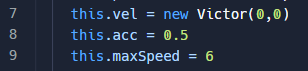 7 this.vel = new Victor(0,0)
8 this.acc = 0.5
9 this.maxSpeed = 6